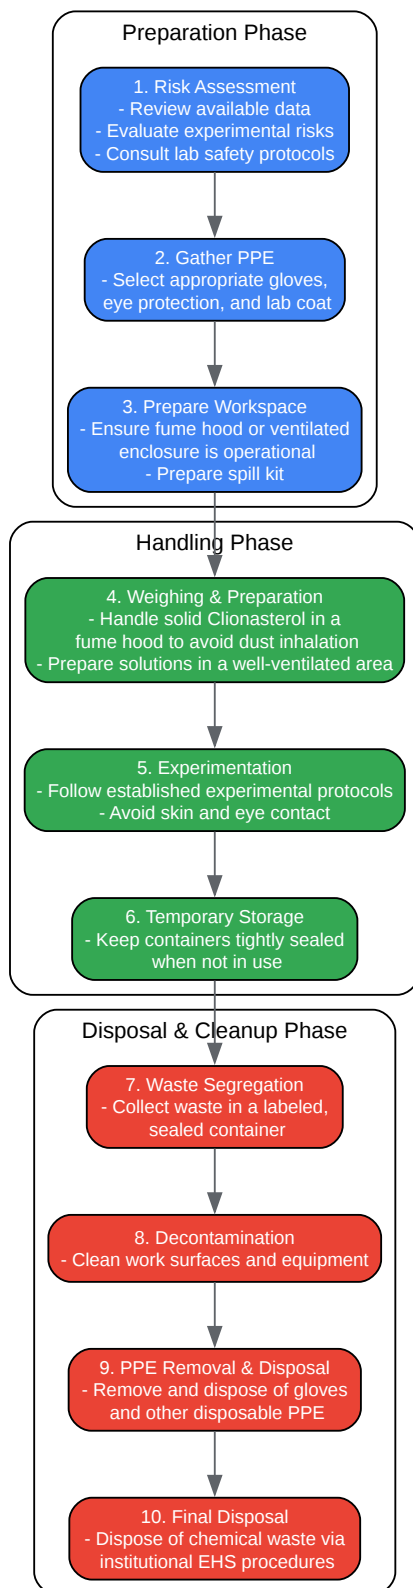 Preparation Phase
1. Risk Assessment
- Review available data
- Evaluate experimental risks
- Consult lab safety protocols
2. Gather PPE
- Select appropriate gloves,
eye protection, and lab coat
3. Prepare Workspace
- Ensure fume hood or ventilated
enclosure is operational
- Prepare spill kit
Handling Phase
4. Weighing & Preparation
- Handle solid Clionasterol in a
fume hood to avoid dust inhalation
- Prepare solutions in a well-ventilated area
5. Experimentation
- Follow established experimental protocols
- Avoid skin and eye contact
6. Temporary Storage
- Keep containers tightly sealed
when not in use
Disposal & Cleanup Phase
7. Waste Segregation
- Collect waste in a labeled,
sealed container
8. Decontamination
- Clean work surfaces and equipment
9. PPE Removal & Disposal
- Remove and dispose of gloves
and other disposable PPE
10. Final Disposal
- Dispose of chemical waste via
institutional EHS procedures